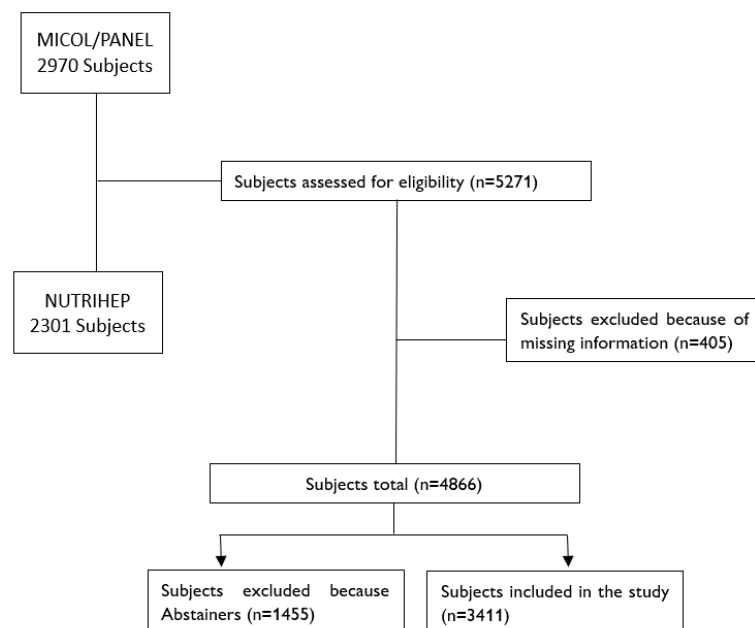 MICOL/PANEL
2970 Subjects
Subjects assessed for eligibility (n=5271)
NUTRIHEP
2301 Subjects
Subjects excluded because of
missing information (n=405)
Subjects total (n=4866)
Subjects excluded because
Abstainers (n=1455)
Subjects included in the study
(n=3411)